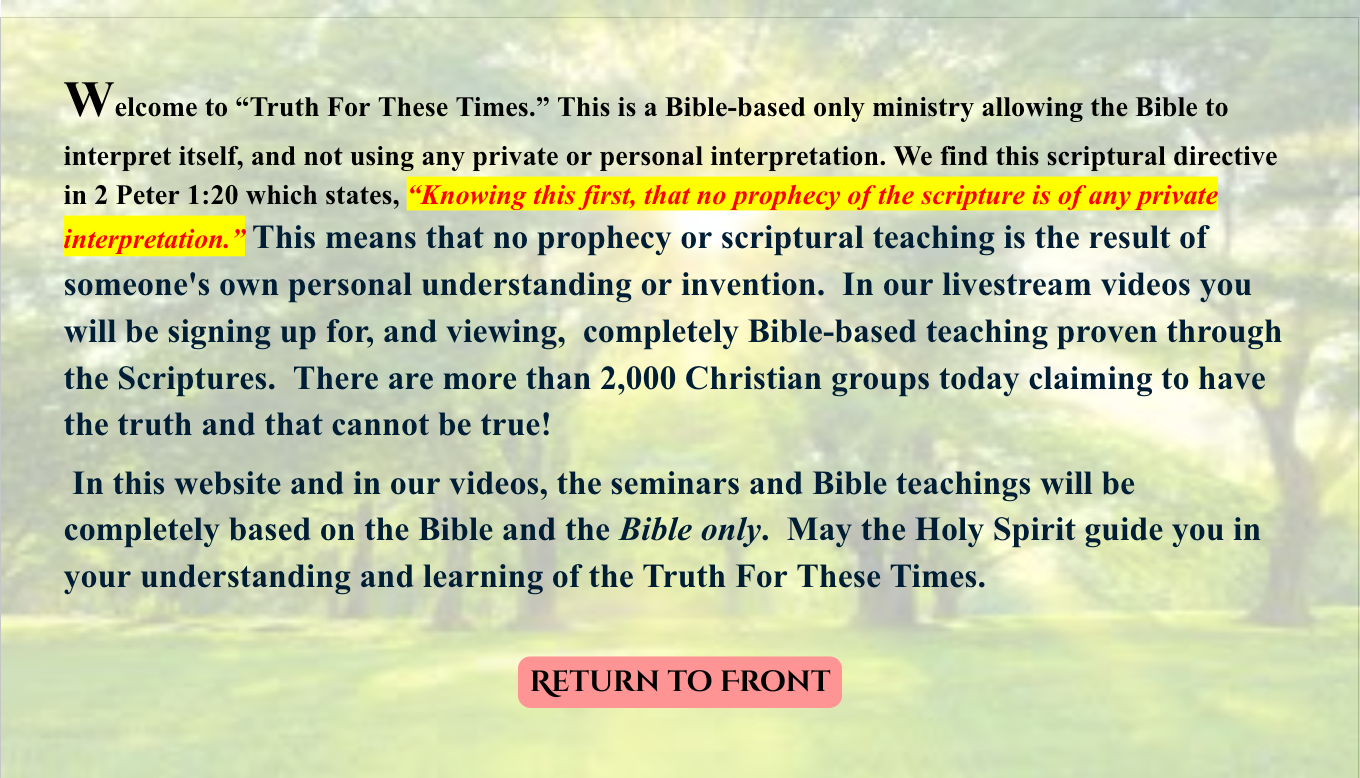 Welcome to “Truth For These Times.” This is a Bible-based only ministry allowing the Bible to
interpret itself, and not using any private or personal interpretation. We find this scriptural directive
in 2 Peter 1:20 which states, “Knowing this first, that no prophecy of the scripture is of any private
interpretation.” This means that no prophecy or scriptural teaching is the result of
someone's own personal understanding or invention.  In our livestream videos you
will be signing up for, and viewing,  completely Bible-based teaching proven through
the Scriptures.  There are more than 2,000 Christian groups today claiming to have
the truth and that cannot be true!
In this website and in our videos, the seminars and Bible teachings will be
completely based on the Bible and the Bible only.  May the Holy Spirit guide you in
your understanding and learning of the Truth For These Times.
Return to Front